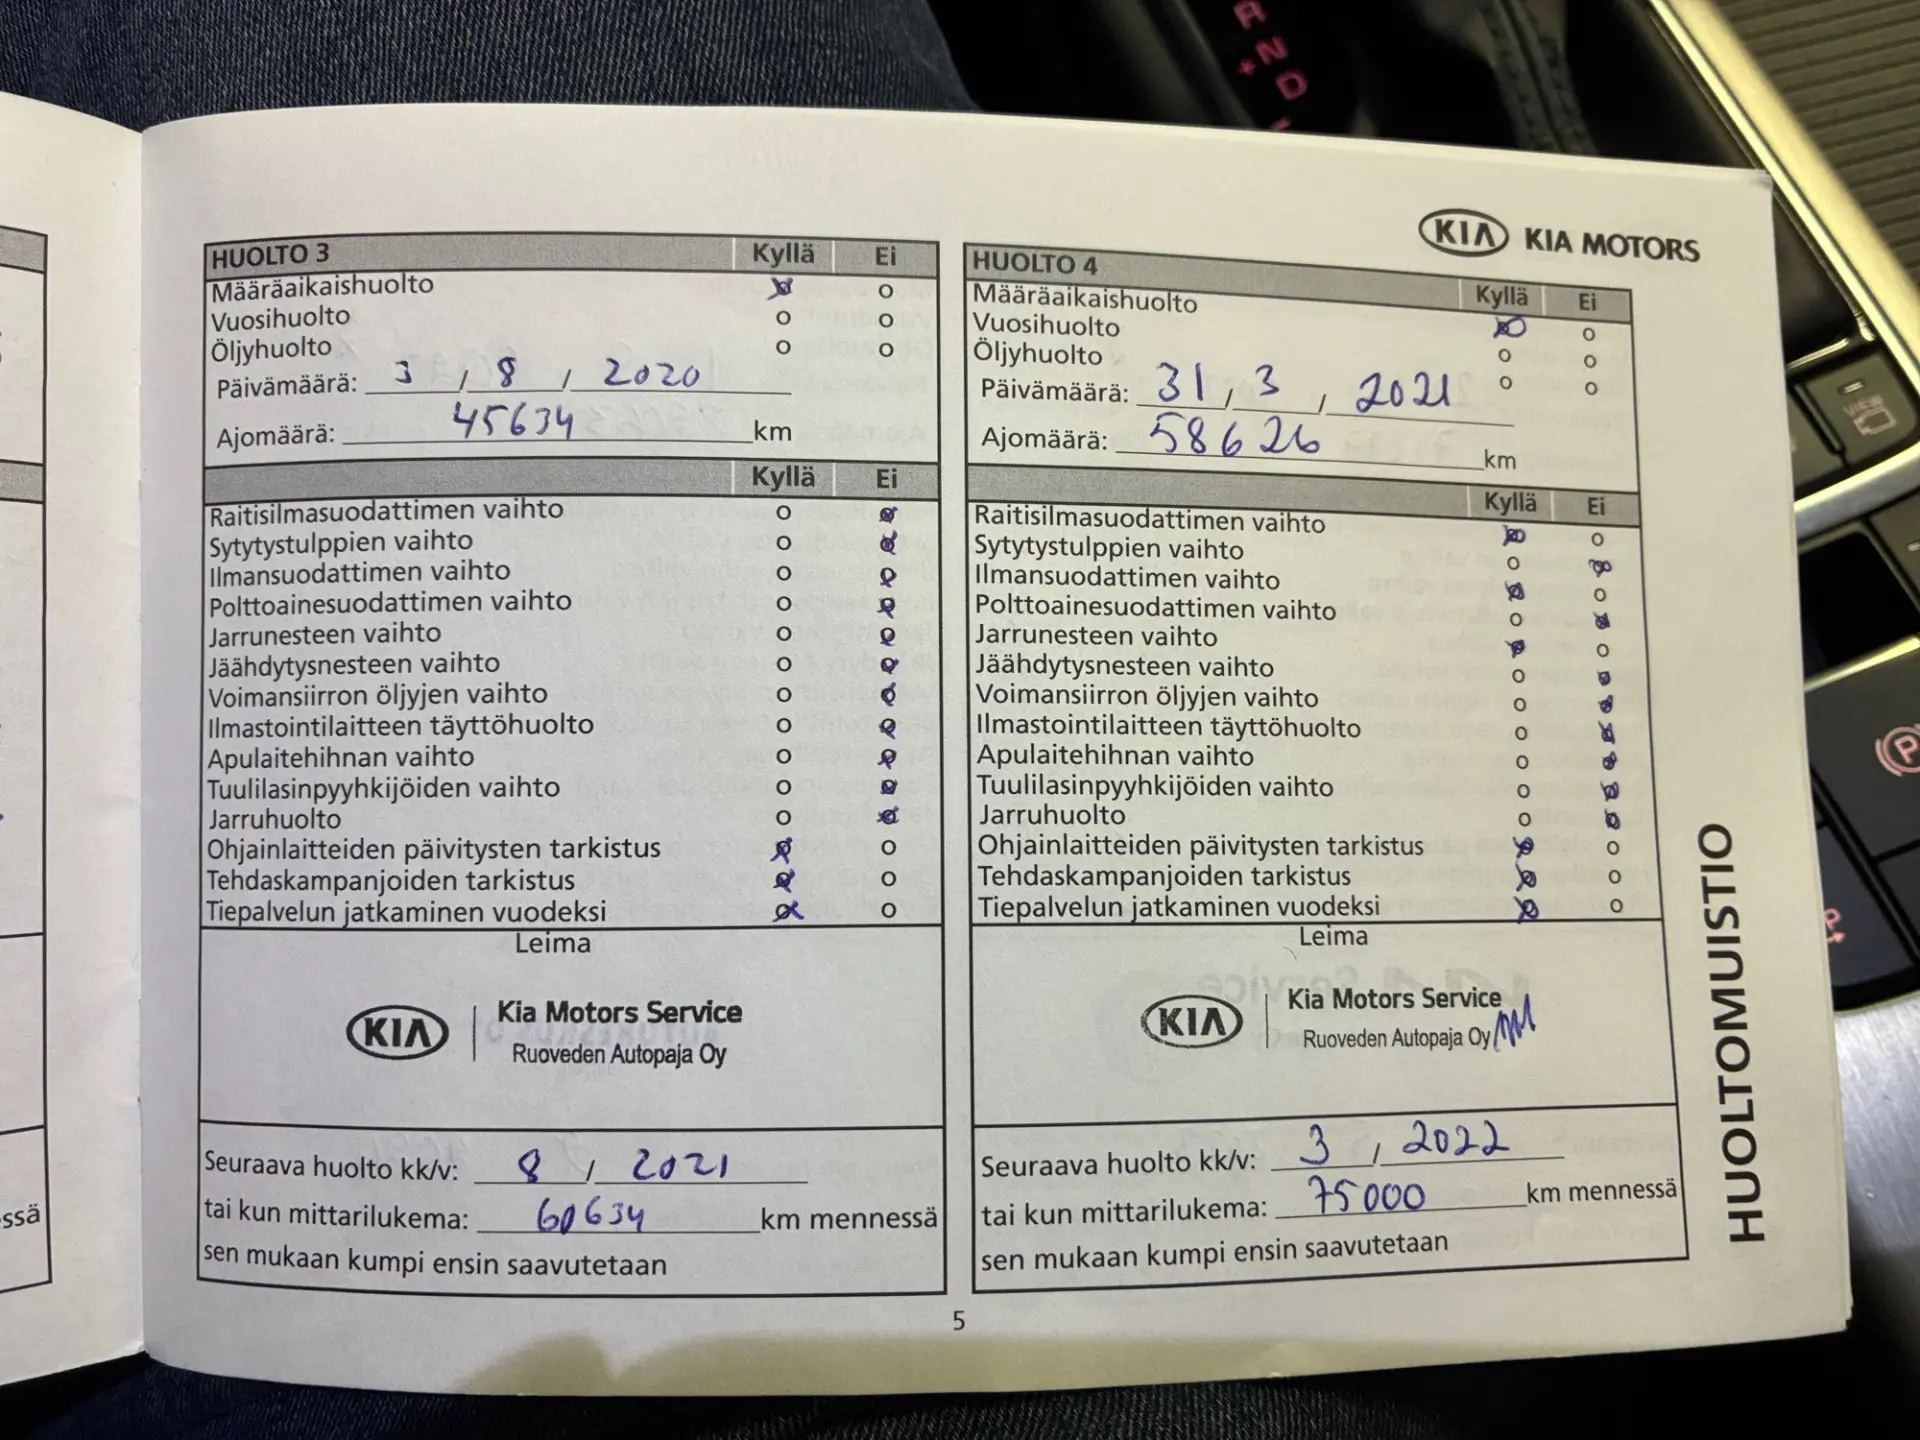 R
N
D
VIEW
P
P
ssä
KIA KIA MOTORS
HUOLTO 3 Kyllä Ei
Määräaikaishuolto o o
Vuosihuolto o o
Öljyhuolto o o
Päivämäärä: 3 / 8 / 2020
Ajomäärä: 45634 km
Kyllä Ei
Raitisilmasuodattimen vaihto o o
Sytytystulppien vaihto o o
Ilmansuodattimen vaihto o o
Polttoainesuodattimen vaihto o o
Jarrunesteen vaihto o o
Jäähdytysnesteen vaihto o o
Voimansiirron öljyjen vaihto o o
Ilmastointilaitteen täyttöhuolto o o
Apulaitehihnan vaihto o o
Tuulilasinpyyhkijöiden vaihto o o
Jarruhuolto o o
Ohjainlaitteiden päivitysten tarkistus o o
Tehdaskampanjoiden tarkistus o o
Tiepalvelun jatkaminen vuodeksi o o
Leima
KIA Kia Motors Service
Ruoveden Autopaja Oy
Seuraava huolto kk/v: 8 / 2021
tai kun mittarilukema: 60634 km mennessä
sen mukaan kumpi ensin saavutetaan
HUOLTO 4 Kyllä Ei
Määräaikaishuolto o o
Vuosihuolto o o
Öljyhuolto o o
Päivämäärä: 31 / 3 / 2021
Ajomäärä: 58626 km
Kyllä Ei
Raitisilmasuodattimen vaihto o o
Sytytystulppien vaihto o o
Ilmansuodattimen vaihto o o
Polttoainesuodattimen vaihto o o
Jarrunesteen vaihto o o
Jäähdytysnesteen vaihto o o
Voimansiirron öljyjen vaihto o o
Ilmastointilaitteen täyttöhuolto o o
Apulaitehihnan vaihto o o
Tuulilasinpyyhkijöiden vaihto o o
Jarruhuolto o o
Ohjainlaitteiden päivitysten tarkistus o o
Tehdaskampanjoiden tarkistus o o
Tiepalvelun jatkaminen vuodeksi o o
Leima
KIA Kia Motors Service
Ruoveden Autopaja Oy
Seuraava huolto kk/v: 3 / 2022
tai kun mittarilukema: 75000 km mennessä
sen mukaan kumpi ensin saavutetaan
HUOLTOMUISTIO
5